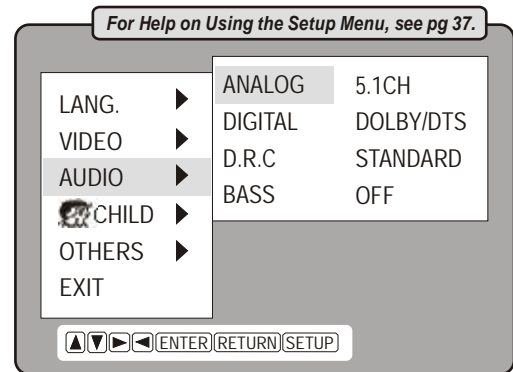 For Help on Using the Setup Menu, see pg 37.
LANG.
VIDEO
AUDIO
CHILD
OTHERS
EXIT
ANALOG 5.1CH
DIGITAL DOLBY/DTS
D.R.C STANDARD
BASS OFF
ENTER RETURN SETUP